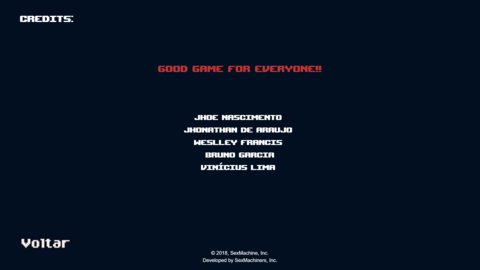 CREDITS:
GOOD GAME FOR EVERYONE!!
JHOE NASCIMENTO
JHONATHAN DE ARAUJO
WESLLEY FRANCIS
BRUNO GARCIA
VINÍCIUS LIMA
Voltar
© 2018, SexMachine, Inc.
Developed by SexMachiners, Inc.